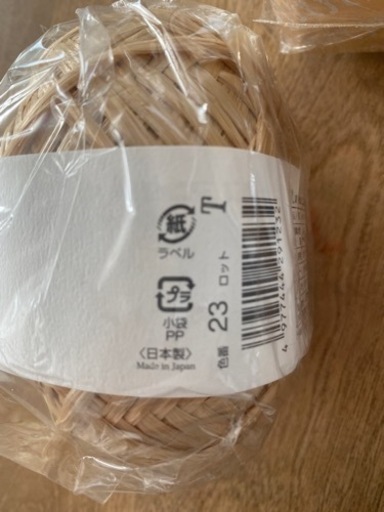 紙
ラベル
プラ
小袋
PP
〈日本製〉
Made in Japan
色番 23 ロット T
4977444291232